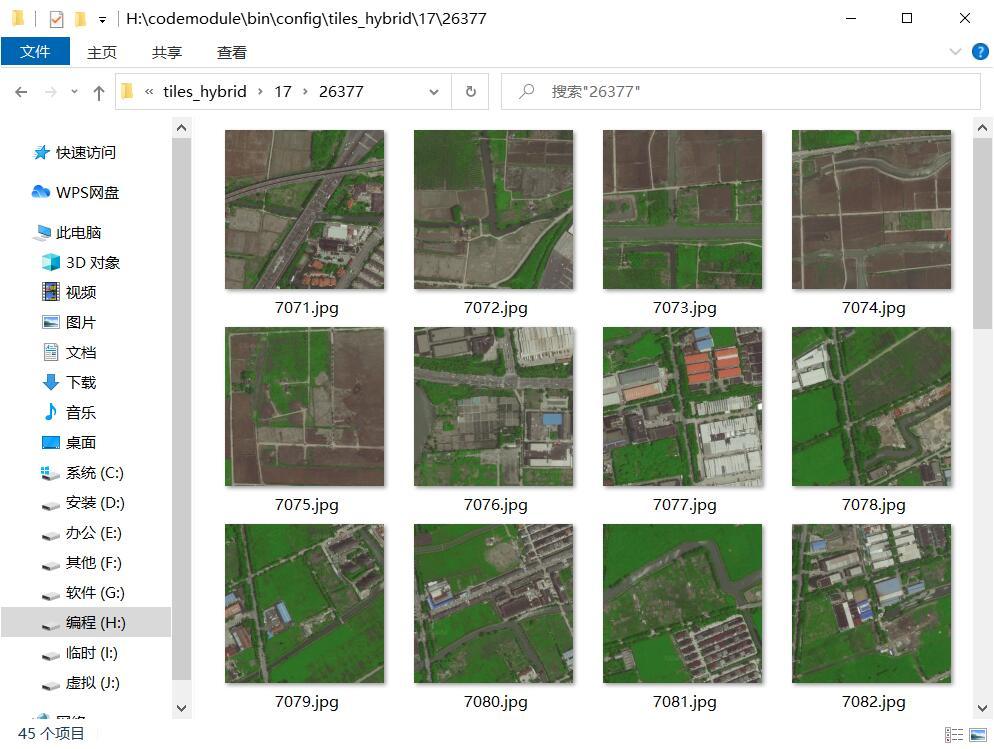 H:\codemodule\bin\config\tiles_hybrid\17\26377
文件 主页 共享 查看
« tiles_hybrid › 17 › 26377
搜索"26377"
快速访问
WPS网盘
此电脑
3D 对象
视频
图片
文档
下载
音乐
桌面
系统 (C:)
安装 (D:)
办公 (E:)
其他 (F:)
软件 (G:)
编程 (H:)
临时 (I:)
虚拟 (J:)
7071.jpg 7072.jpg 7073.jpg 7074.jpg
7075.jpg 7076.jpg 7077.jpg 7078.jpg
7079.jpg 7080.jpg 7081.jpg 7082.jpg
45 个项目